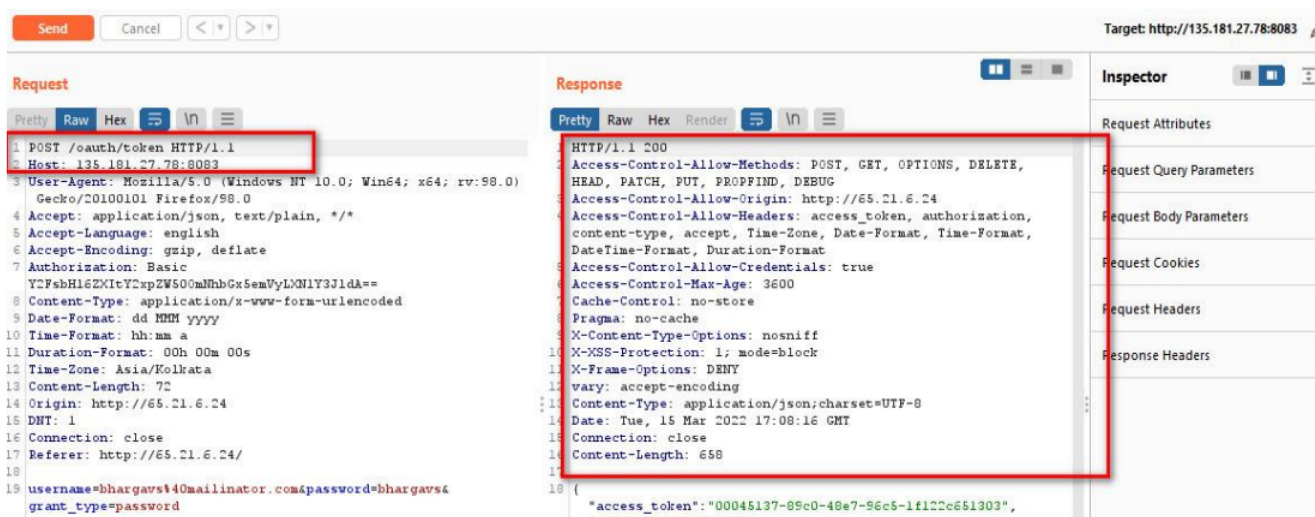 Send Cancel < > Target: http://135.181.27.78:8083
Request
Pretty Raw Hex \n
1 POST /oauth/token HTTP/1.1
2 Host: 135.181.27.78:8083
3 User-Agent: Mozilla/5.0 (Windows NT 10.0; Win64; x64; rv:98.0)
Gecko/20100101 Firefox/98.0
4 Accept: application/json, text/plain, */*
5 Accept-Language: english
6 Accept-Encoding: gzip, deflate
7 Authorization: Basic
8 Content-Type: application/x-www-form-urlencoded
9 Date-Format: dd MMM yyyy
10 Time-Format: hh:mm a
11 Duration-Format: 00h 00m 00s
12 Time-Zone: Asia/Kolkata
13 Content-Length: 72
14 Origin: http://65.21.6.24
15 DNT: 1
16 Connection: close
17 Referer: http://65.21.6.24/
18
19 username=bhargavs%40mailinator.com&password=bhargavs&
grant_type=password
Response
Pretty Raw Hex Render \n
1 HTTP/1.1 200
2 Access-Control-Allow-Methods: POST, GET, OPTIONS, DELETE,
HEAD, PATCH, PUT, PROPFIND, DEBUG
3 Access-Control-Allow-Origin: http://65.21.6.24
4 Access-Control-Allow-Headers: access_token, authorization,
content-type, accept, Time-Zone, Date-Format, Time-Format,
DateTime-Format, Duration-Format
5 Access-Control-Allow-Credentials: true
6 Access-Control-Max-Age: 3600
7 Cache-Control: no-store
8 Pragma: no-cache
9 X-Content-Type-Options: nosniff
10 X-XSS-Protection: 1; mode=block
11 X-Frame-Options: DENY
12 vary: accept-encoding
13 Content-Type: application/json;charset=UTF-8
14 Date: Tue, 15 Mar 2022 17:08:16 GMT
15 Connection: close
16 Content-Length: 658
17
18 {
"access_token":"00045137-89c0-48e7-96c5-1f122c651303",
Inspector
Request Attributes
Request Query Parameters
Request Body Parameters
Request Cookies
Request Headers
Response Headers